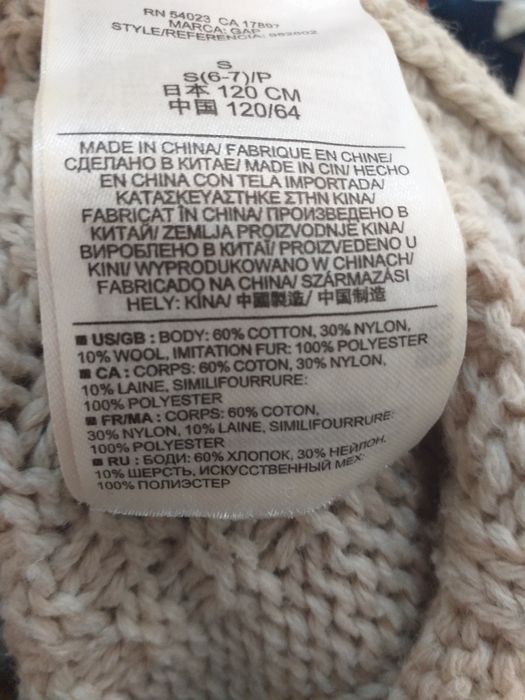 RN 54023 CA 17897
MARCA: GAP
STYLE/REFERENCIA:
S
S(6-7)/P
日本 120 CM
中国 120/64
MADE IN CHINA/ FABRIQUE EN CHINE/
СДЕЛАНО В КИТАЕ/ MADE IN CIN/ HECHO
EN CHINA CON TELA IMPORTADA/
ΚΑΤΑΣΚΕΥΑΣΤΗΚΕ ΣΤΗΝ ΚΙΝΑ/
FABRICAT ÎN CHINA/ ПРОИЗВЕДЕНО В
КИТАЙ/ ZEMLJA PROIZVODNJE KINA/
ВИРОБЛЕНО В КИТАЇ/ PROIZVEDENO U
KINI/ WYPRODUKOWANO W CHINACH/
FABRICADO NA CHINA/ SZÁRMAZÁSI
HELY: KÍNA/ 中國製造/ 中国制造
■ US/GB : BODY: 60% COTTON, 30% NYLON,
10% WOOL, IMITATION FUR: 100% POLYESTER
■ CA : CORPS: 60% COTON, 30% NYLON,
10% LAINE, SIMILIFOURRURE:
100% POLYESTER
■ FR/MA : CORPS: 60% COTON,
30% NYLON, 10% LAINE, SIMILIFOURRURE:
100% POLYESTER
■ RU : БОДИ: 60% ХЛОПОК, 30% НЕЙЛОН,
10% ШЕРСТЬ, ИСКУССТВЕННЫЙ МЕХ:
100% ПОЛИЭСТЕР